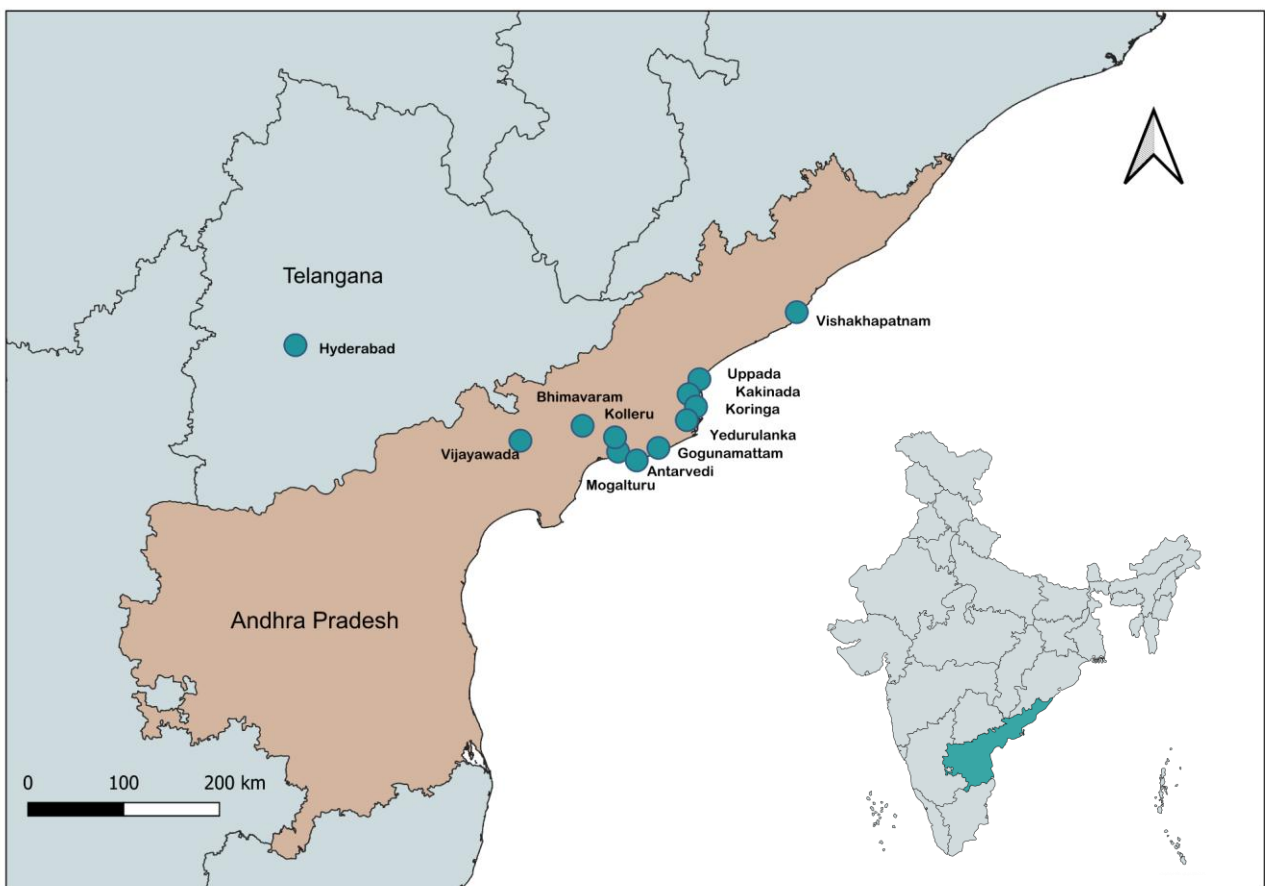 Telangana
Hyderabad
Vishakhapatnam
Uppada
Kakinada
Bhimavaram
Koringa
Kolleru
Yedurulanka
Vijayawada
Gogunamattam
Antarvedi
Mogalturu
Andhra Pradesh
0 100 200 km